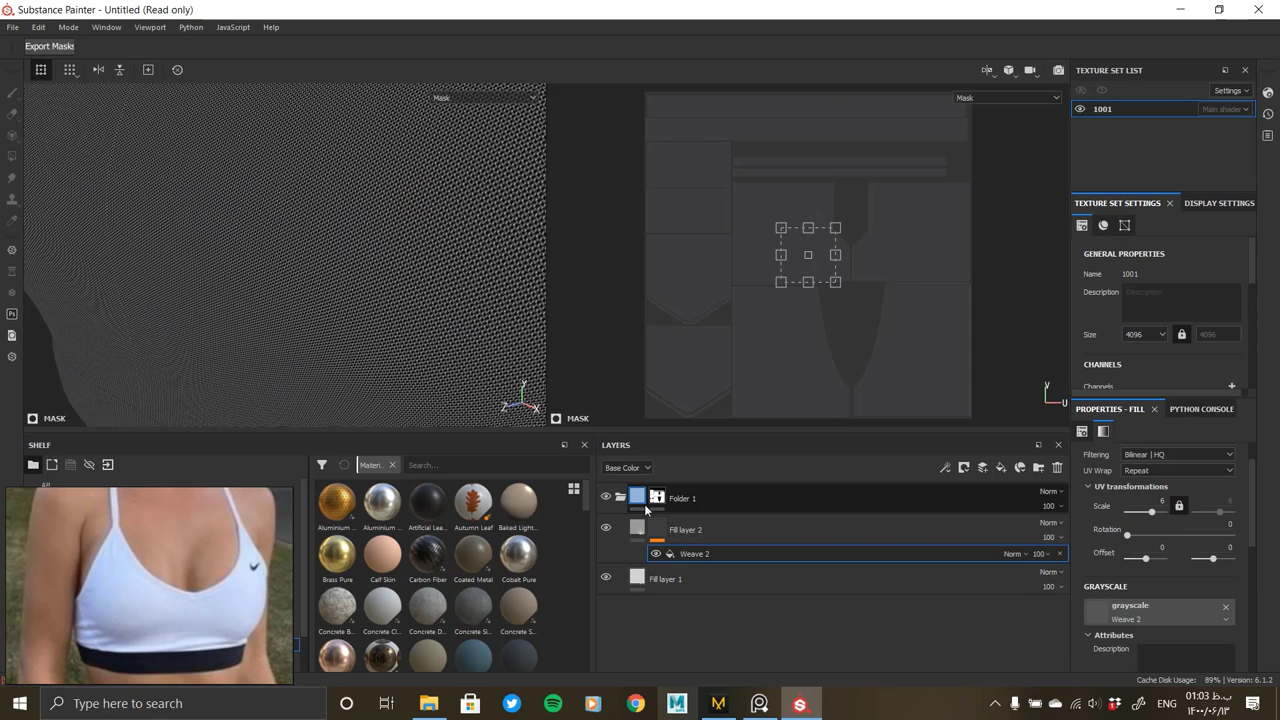 Substance Painter - Untitled (Read only)
File Edit Mode Window Viewport Python JavaScript Help
Export Masks
TEXTURE SET LIST
Mask
Mask
Settings
1001 Main shader
TEXTURE SET SETTINGS DISPLAY SETTINGS
GENERAL PROPERTIES
Name 1001
Description Description
Size 4096 4096
CHANNELS
Channels
Y
Z X
MASK
V
U
MASK
PROPERTIES - FILL PYTHON CONSOLE
Filtering Bilinear | HQ
UV Wrap Repeat
UV transformations
Scale 6 6
Rotation 0
Offset 0 0
GRAYSCALE
grayscale
Weave 2
Attributes
Description
SHELF
Materi... Search...
All
Aluminium ... Aluminium ... Artificial Lea... Autumn Leaf Baked Light...
Brass Pure Calf Skin Carbon Fiber Coated Metal Cobalt Pure
Concrete B... Concrete Cl... Concrete D... Concrete Si... Concrete S...
LAYERS
Base Color
Folder 1 Norm
100
Fill layer 2 Norm
100
Weave 2 Norm 100
Fill layer 1 Norm
100
Cache Disk Usage: 89% | Version: 6.1.2
Type here to search
ENG
01:03 ب.ظ
۱۴۰۰/۰۶/۱۳